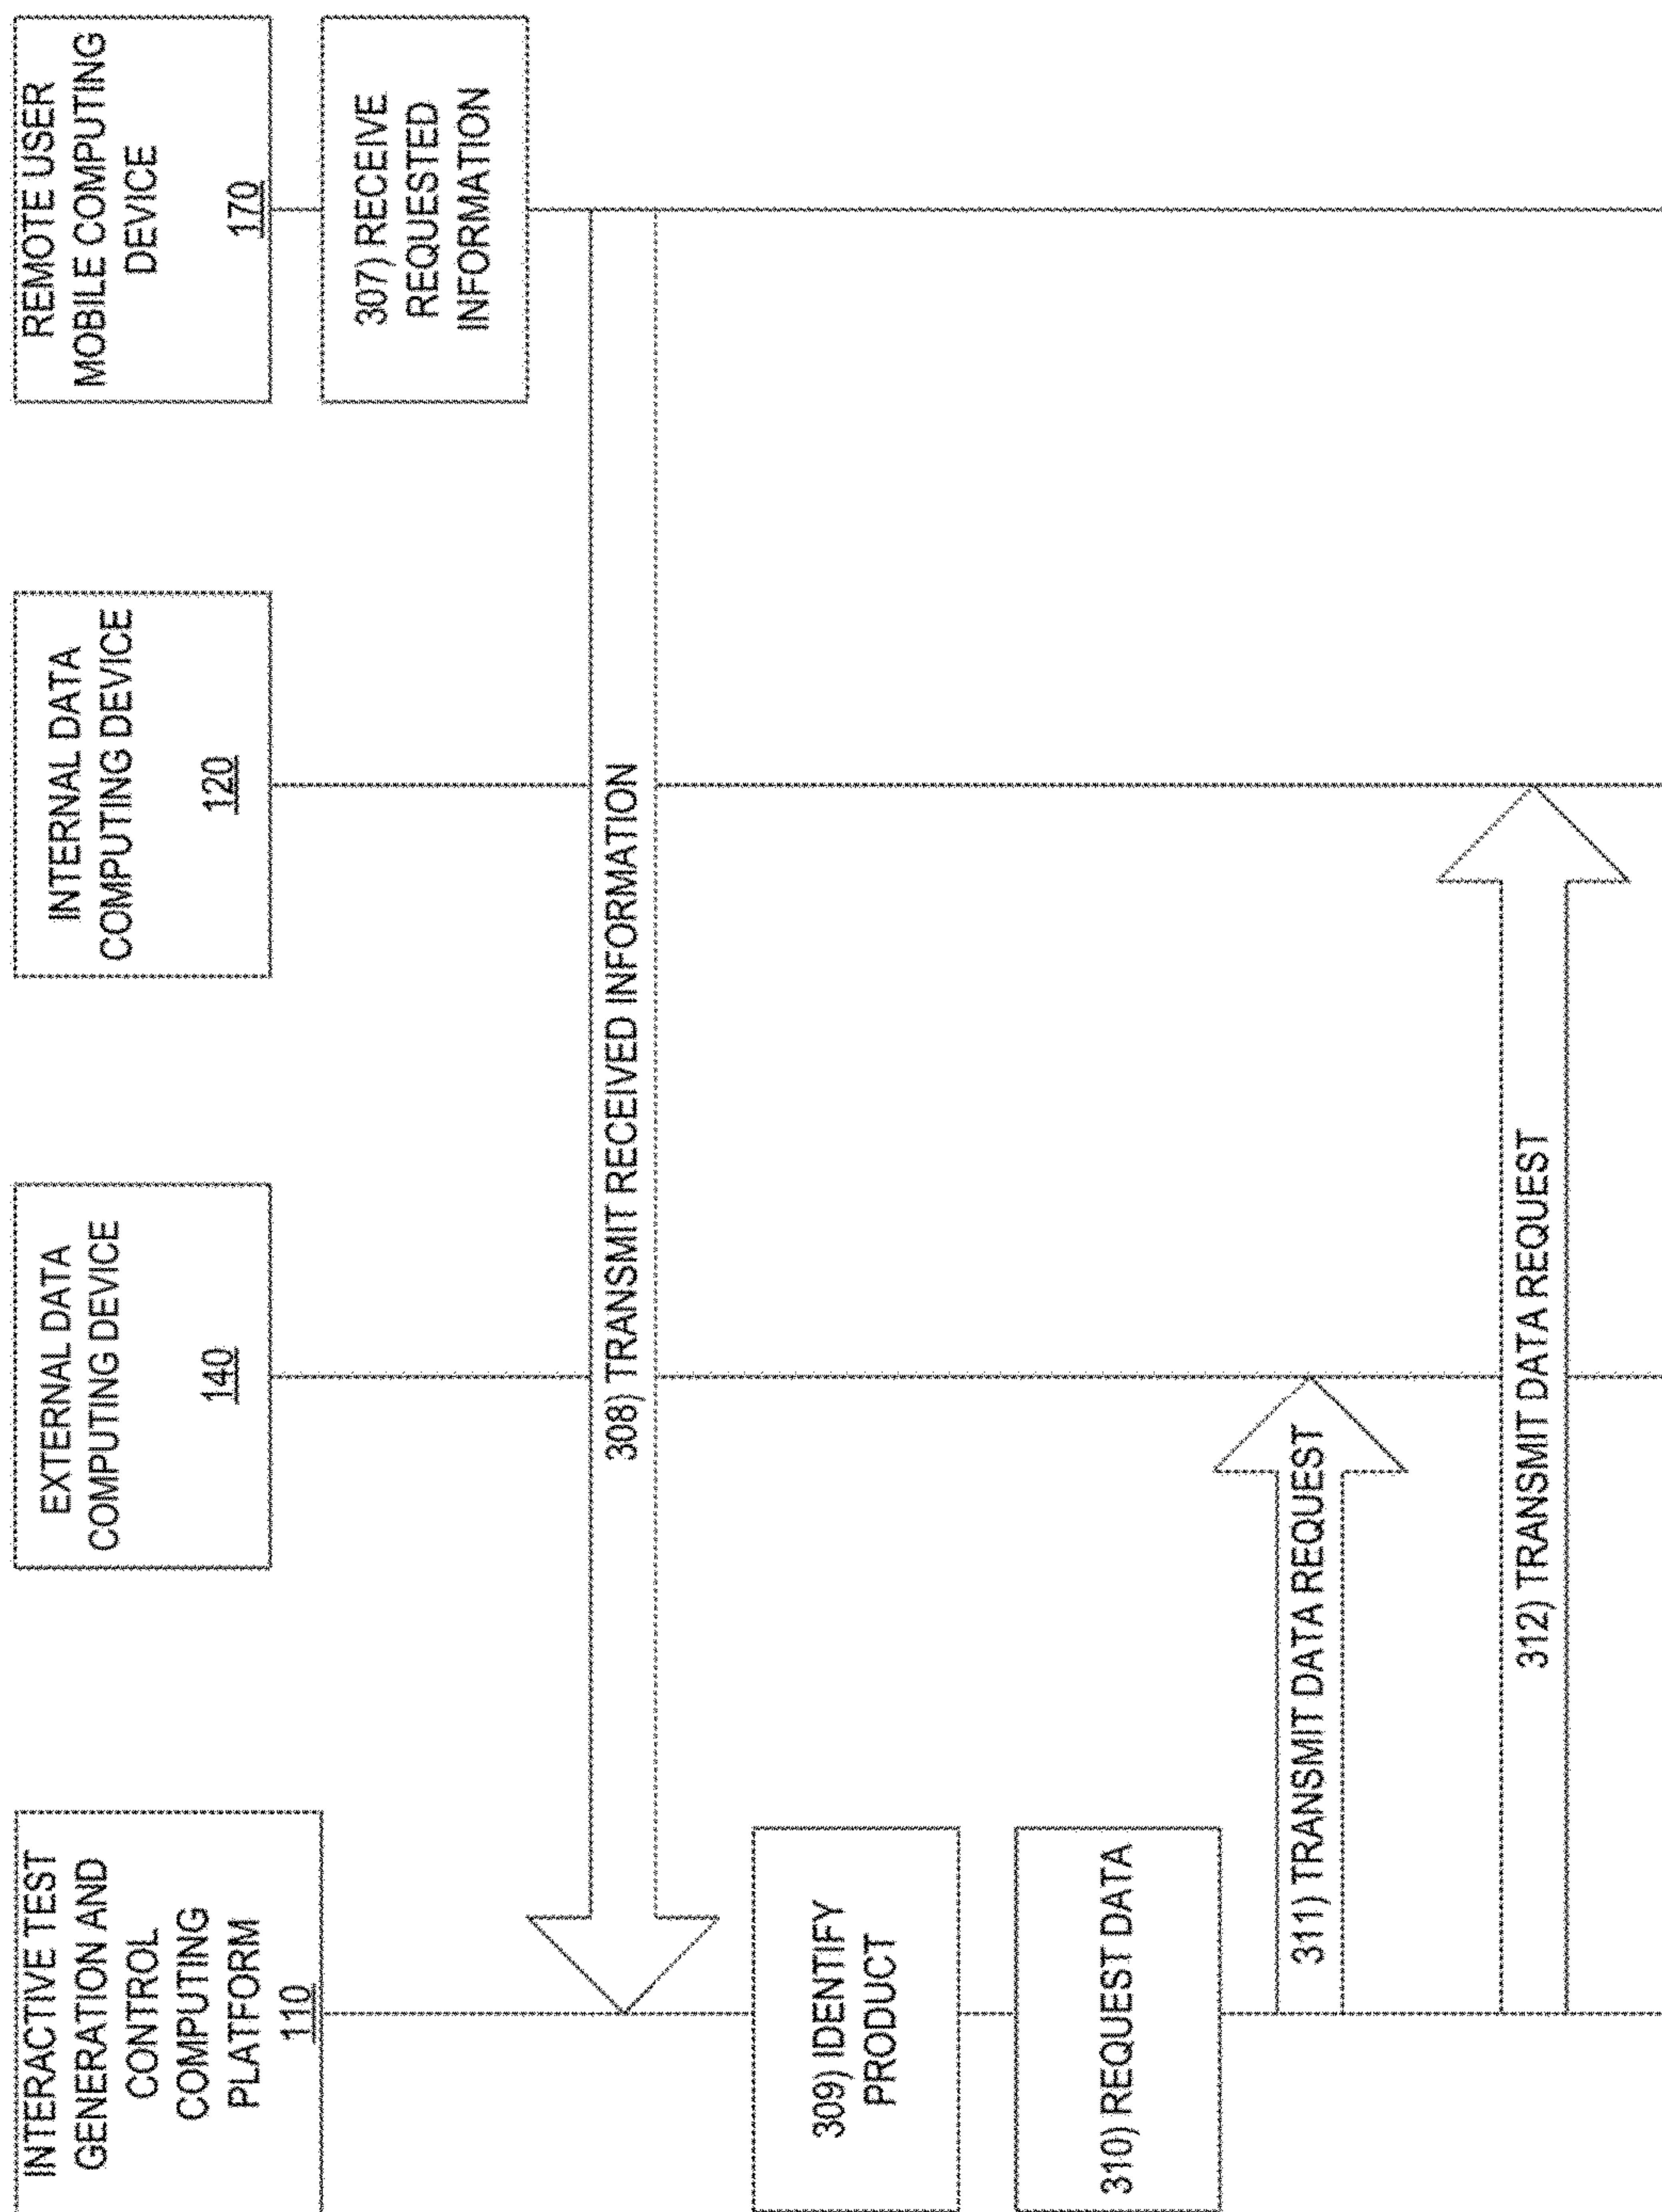 INTERACTIVE TEST
GENERATION AND
CONTROL
COMPUTING
PLATFORM
110
EXTERNAL DATA
COMPUTING DEVICE
140
INTERNAL DATA
COMPUTING DEVICE
120
REMOTE USER
MOBILE COMPUTING
DEVICE
170
307) RECEIVE
REQUESTED
INFORMATION
308) TRANSMIT RECEIVED INFORMATION
309) IDENTIFY
PRODUCT
310) REQUEST DATA
311) TRANSMIT DATA REQUEST
312) TRANSMIT DATA REQUEST